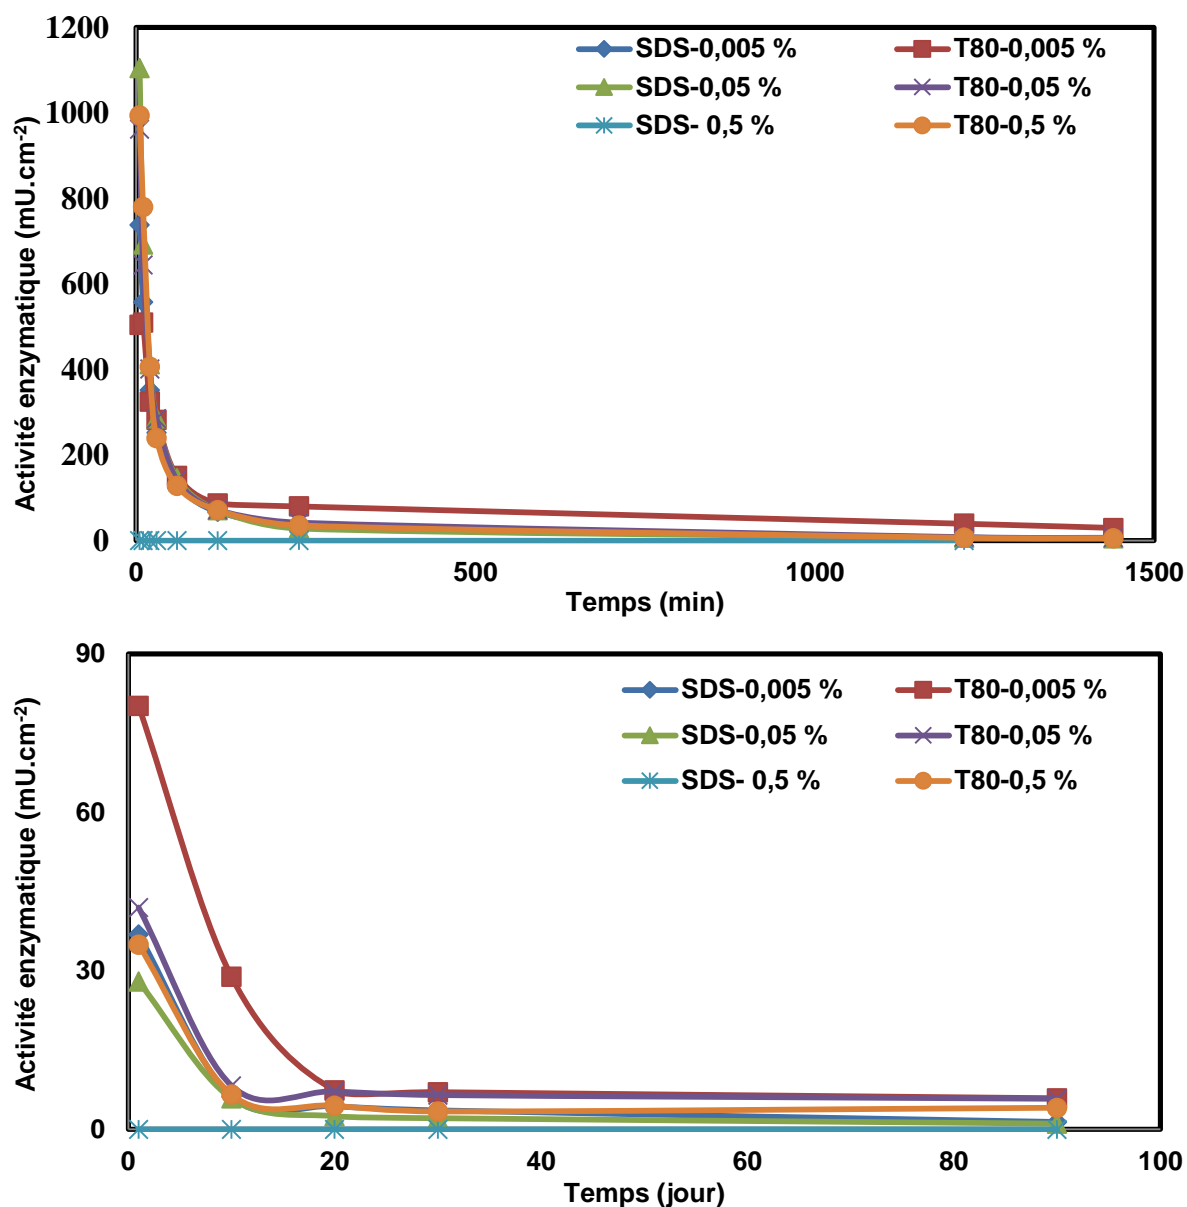 1200
1000
800
600
400
200
0
Activité enzymatique (mU.cm-2)
SDS-0,005 % T80-0,005 %
SDS-0,05 % T80-0,05 %
SDS- 0,5 % T80-0,5 %
0 500 1000 1500
Temps (min)
90
60
30
0
Activité enzymatique (mU.cm-2)
SDS-0,005 % T80-0,005 %
SDS-0,05 % T80-0,05 %
SDS- 0,5 % T80-0,5 %
0 20 40 60 80 100
Temps (jour)